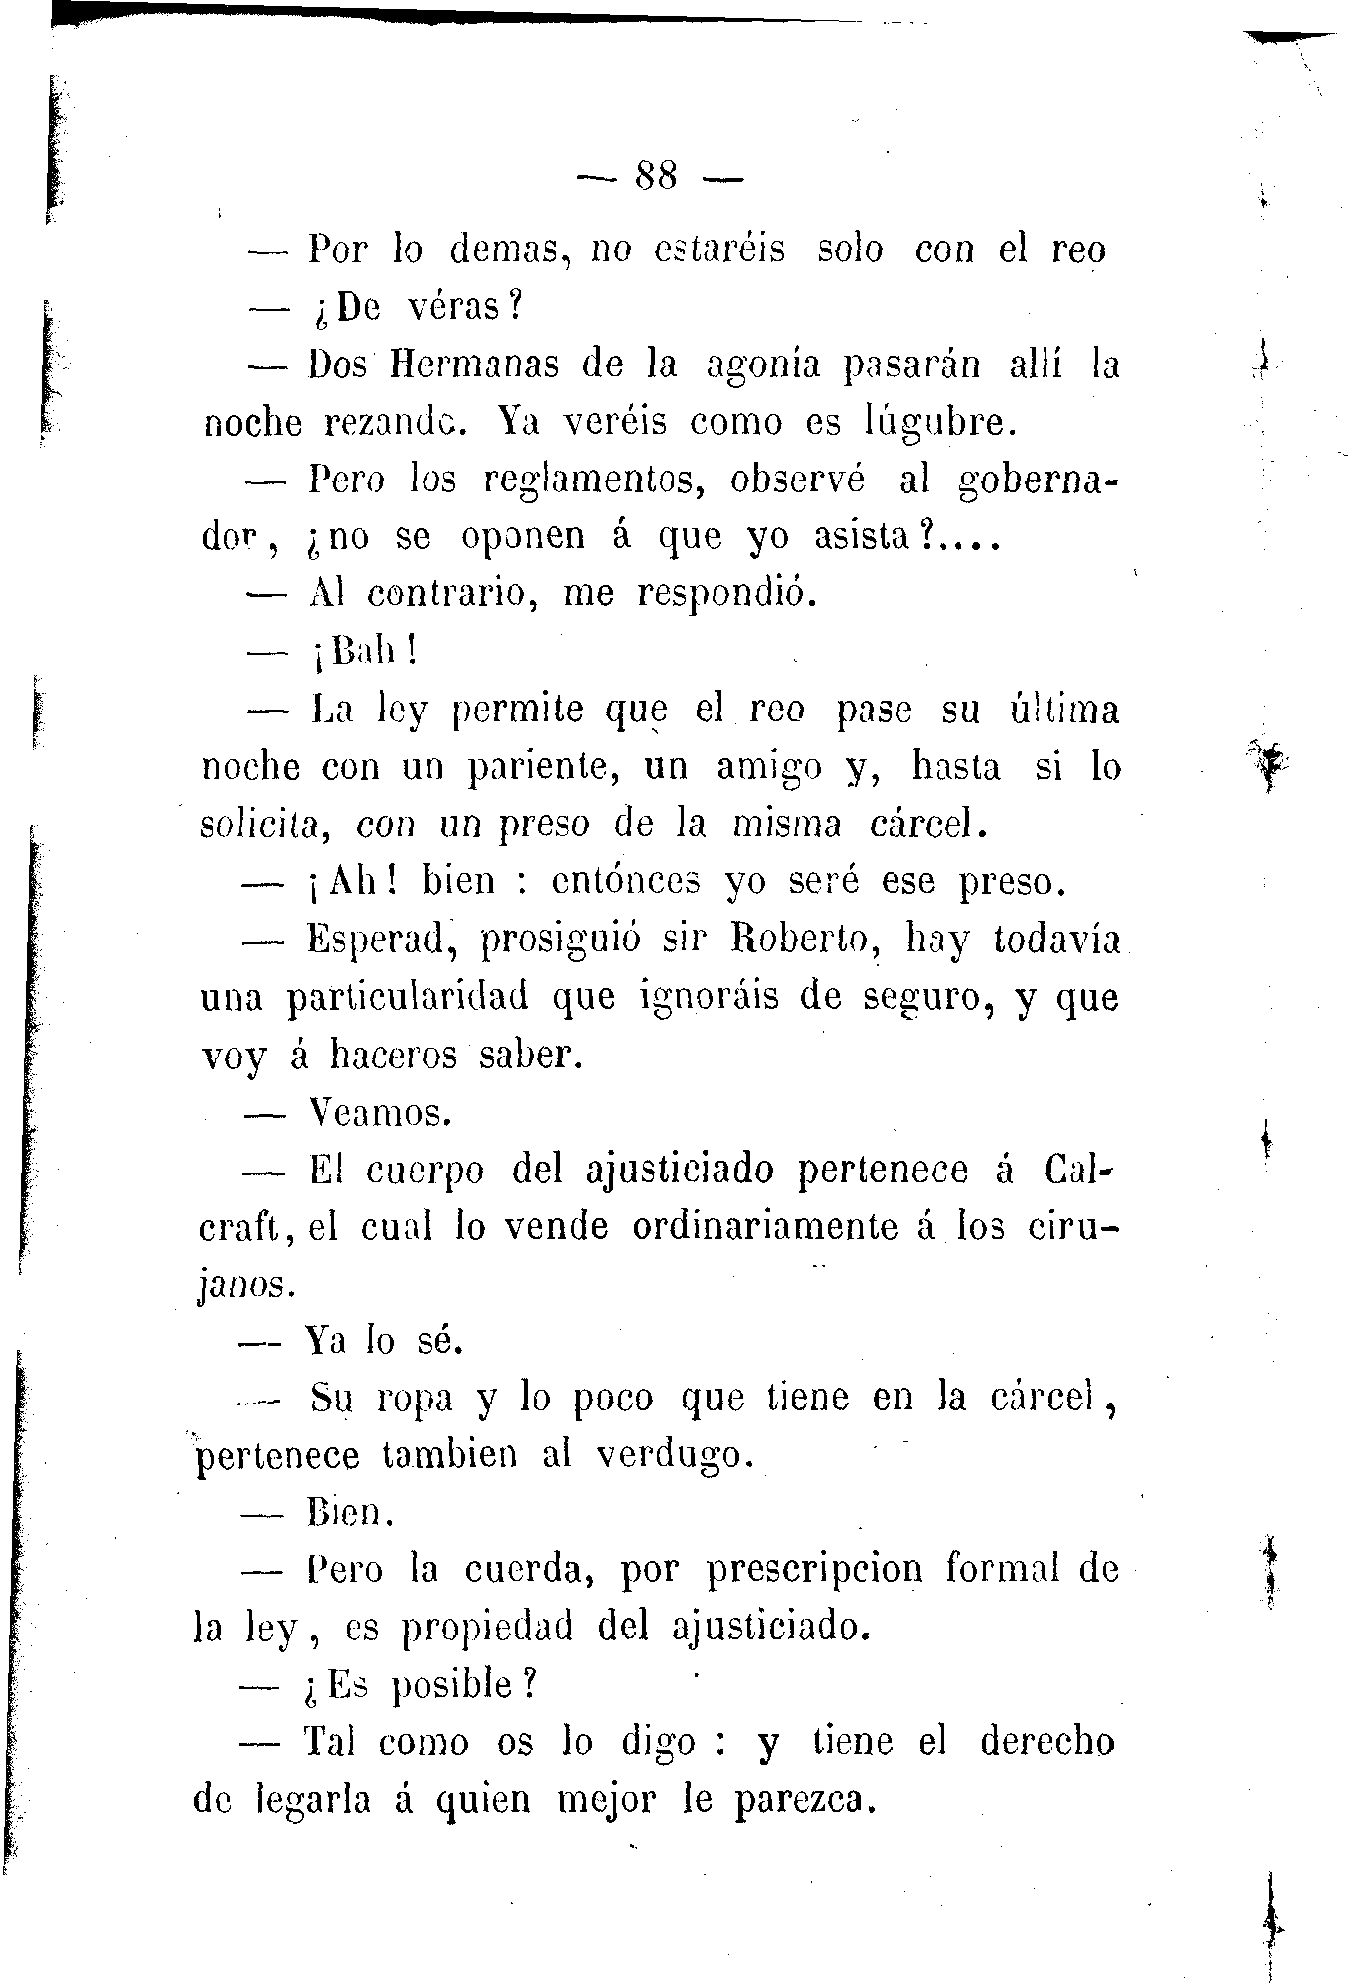 — 88 —
— Por lo demas, no estaréis solo con el reo
— ¿De véras?
— Dos Hermanas de la agonía pasarán allí la
noche rezando. Ya veréis como es lúgubre.
— Pero los reglamentos, observé al goberna-
dor, ¿no se oponen á que yo asista?....
— Al contrario, me respondió.
— ¡Bah!
— La ley permite que el reo pase su última
noche con un pariente, un amigo y, hasta si lo
solicita, con un preso de la misma cárcel.
— ¡Ah! bien : entónces yo seré ese preso.
— Esperad, prosiguió sir Roberto, hay todavía
una particularidad que ignoráis de seguro, y que
voy á haceros saber.
— Veamos.
— El cuerpo del ajusticiado pertenece á Cal-
craft, el cual lo vende ordinariamente á los ciru-
janos.
— Ya lo sé.
— Su ropa y lo poco que tiene en la cárcel,
pertenece tambien al verdugo.
— Bien.
— Pero la cuerda, por prescripcion formal de
la ley, es propiedad del ajusticiado.
— ¿Es posible?
— Tal como os lo digo : y tiene el derecho
de legarla á quien mejor le parezca.